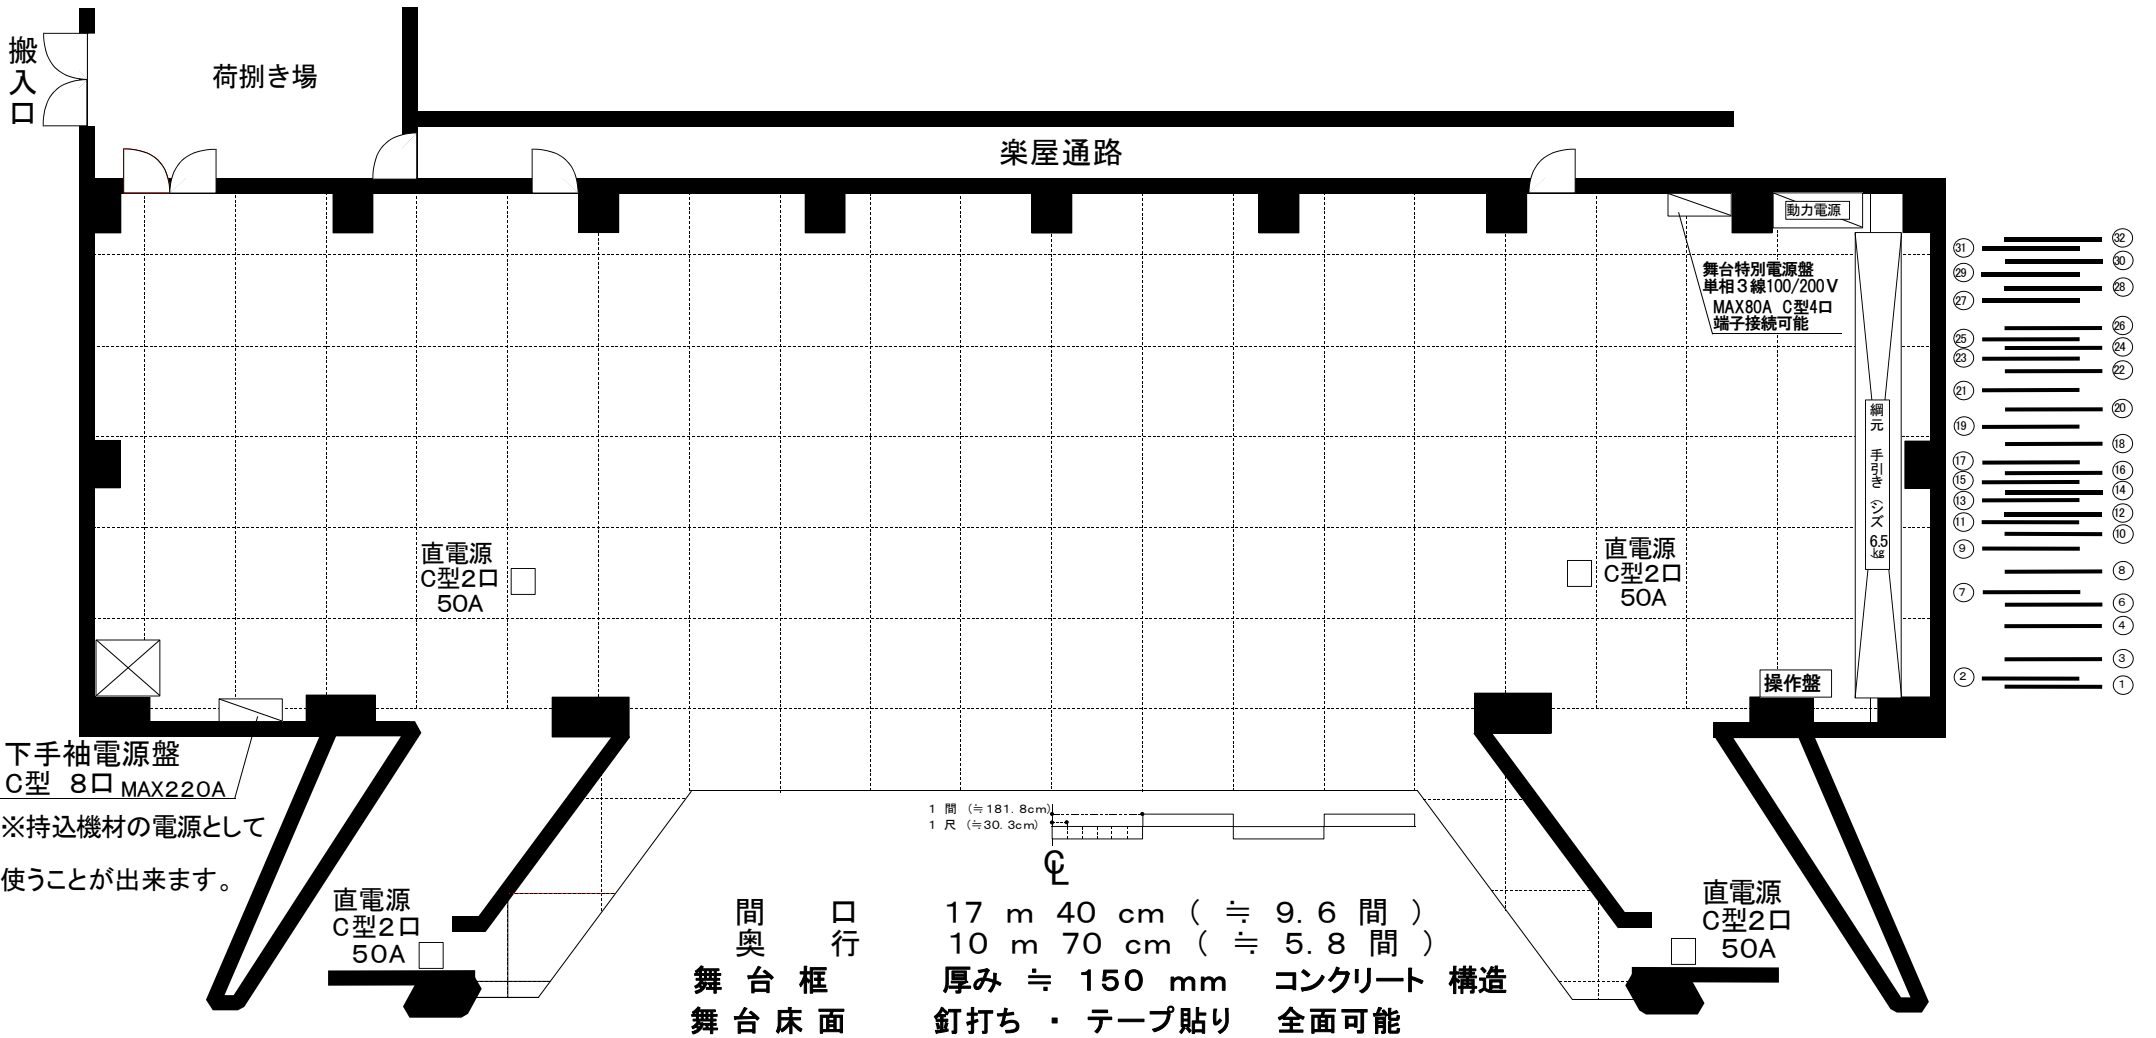 搬入口
荷捌き場
楽屋通路
動力電源
舞台特別電源盤
単相３線100/200Ｖ
MAX80A C型4口
端子接続可能
綱元 手引き（シズ 6.5㎏）
直電源
C型2口
50A
直電源
C型2口
50A
操作盤
下手袖電源盤
C型 8口 MAX220A
※持込機材の電源として
使うことが出来ます。
直電源
C型2口
50A
直電源
C型2口
50A
1 間 (≒181.8cm)
1 尺 (≒30.3cm)
℄
間 口 17 m 40 cm ( ≒ 9.6 間 )
奥 行 10 m 70 cm ( ≒ 5.8 間 )
舞台框 厚み ≒ 150 mm コンクリート 構造
舞台床面 釘打ち ・ テープ貼り 全面可能
㉜
㉛
㉚
㉙
㉘
㉗
㉖
㉕
㉔
㉓
㉒
㉑
⑳
⑲
⑱
⑰
⑯
⑮
⑭
⑬
⑫
⑪
⑩
⑨
⑧
⑦
⑥
④
③
②
①